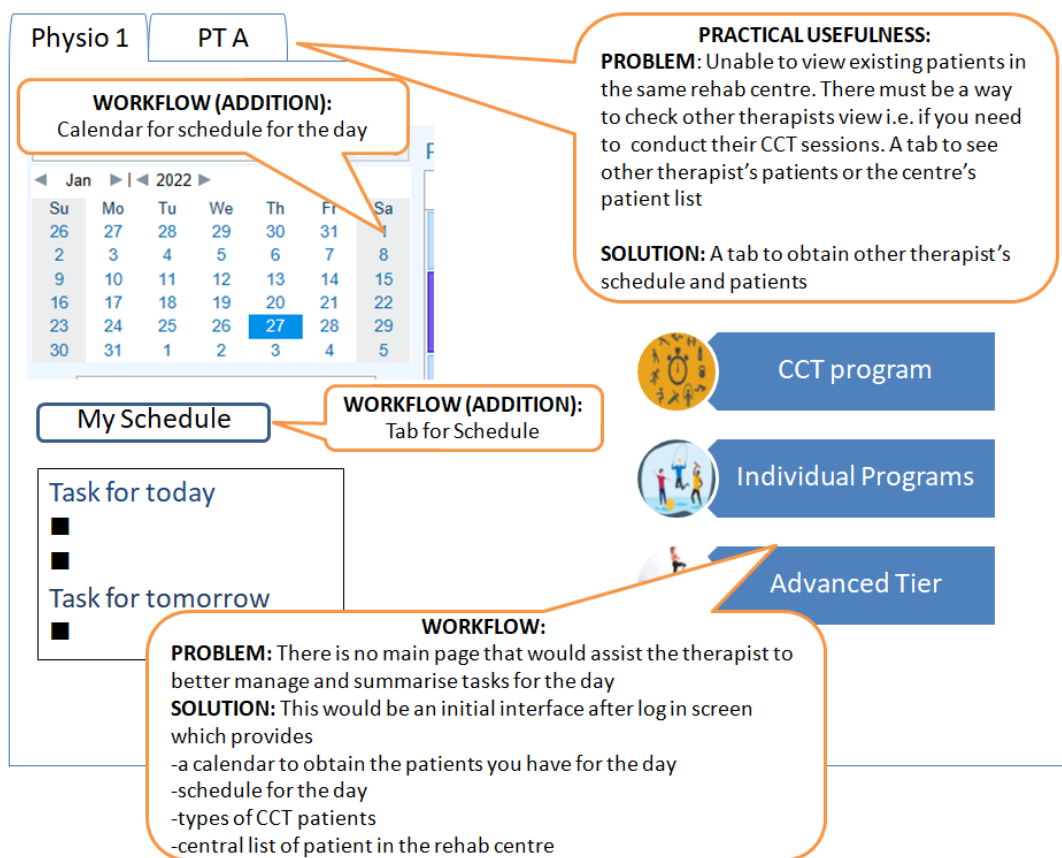 Physio 1
PT A
PRACTICAL USEFULNESS:
PROBLEM: Unable to view existing patients in
the same rehab centre. There must be a way
to check other therapists view i.e. if you need
to conduct their CCT sessions. A tab to see
other therapist's patients or the centre's
patient list
SOLUTION: A tab to obtain other therapist's
schedule and patients
WORKFLOW (ADDITION):
Calendar for schedule for the day
Jan 2022
Su Mo Tu We Th Fr Sa
26 27 28 29 30 31 1
2 3 4 5 6 7 8
9 10 11 12 13 14 15
16 17 18 19 20 21 22
23 24 25 26 27 28 29
30 31 1 2 3 4 5
My Schedule
WORKFLOW (ADDITION):
Tab for Schedule
CCT program
Individual Programs
Advanced Tier
Task for today
Task for tomorrow
WORKFLOW:
PROBLEM: There is no main page that would assist the therapist to
better manage and summarise tasks for the day
SOLUTION: This would be an initial interface after log in screen
which provides
-a calendar to obtain the patients you have for the day
-schedule for the day
-types of CCT patients
-central list of patient in the rehab centre